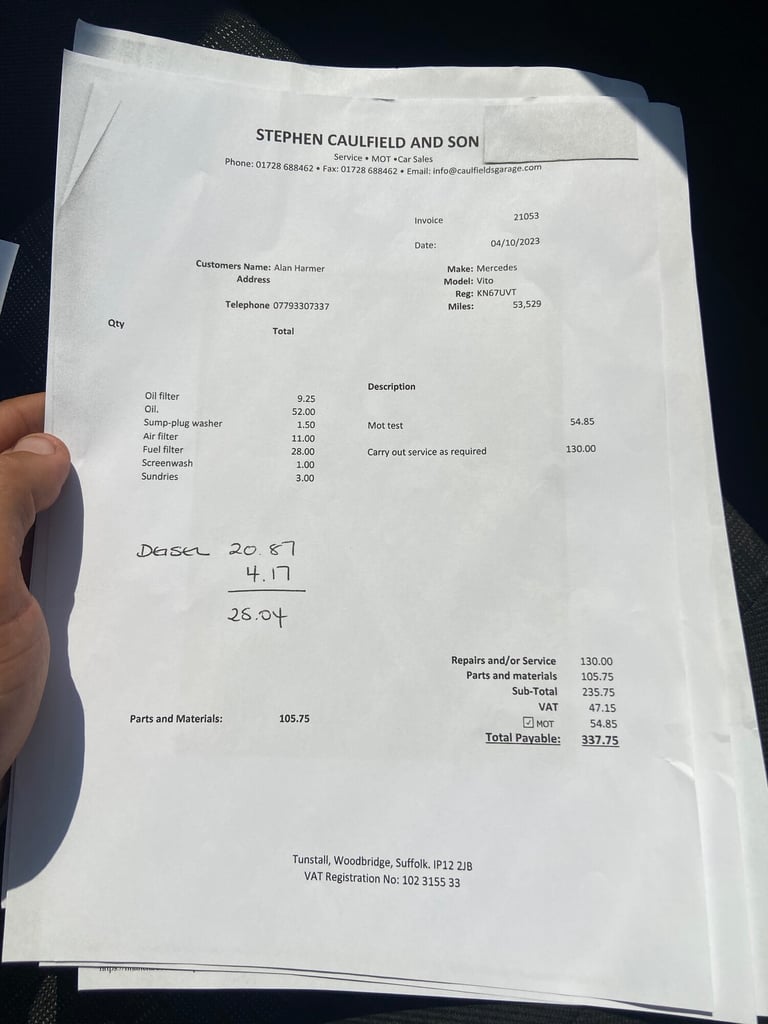 STEPHEN CAULFIELD AND SON
Service • MOT •Car Sales
Phone: 01728 688462 • Fax: 01728 688462 • Email: info@caulfieldsgarage.com
Invoice 21053
Date: 04/10/2023
Customers Name: Alan Harmer
Address
Telephone 07793307337
Make: Mercedes
Model: Vito
Reg: KN67UVT
Miles: 53,529
Qty
Total
Description
Oil filter 9.25
Oil. 52.00
Sump-plug washer 1.50
Air filter 11.00
Fuel filter 28.00
Screenwash 1.00
Sundries 3.00
Mot test 54.85
Carry out service as required 130.00
Deisel 20.87
4.17
25.04
Repairs and/or Service 130.00
Parts and materials 105.75
Sub-Total 235.75
VAT 47.15
MOT 54.85
Total Payable: 337.75
Parts and Materials: 105.75
Tunstall, Woodbridge, Suffolk. IP12 2JB
VAT Registration No: 102 3155 33